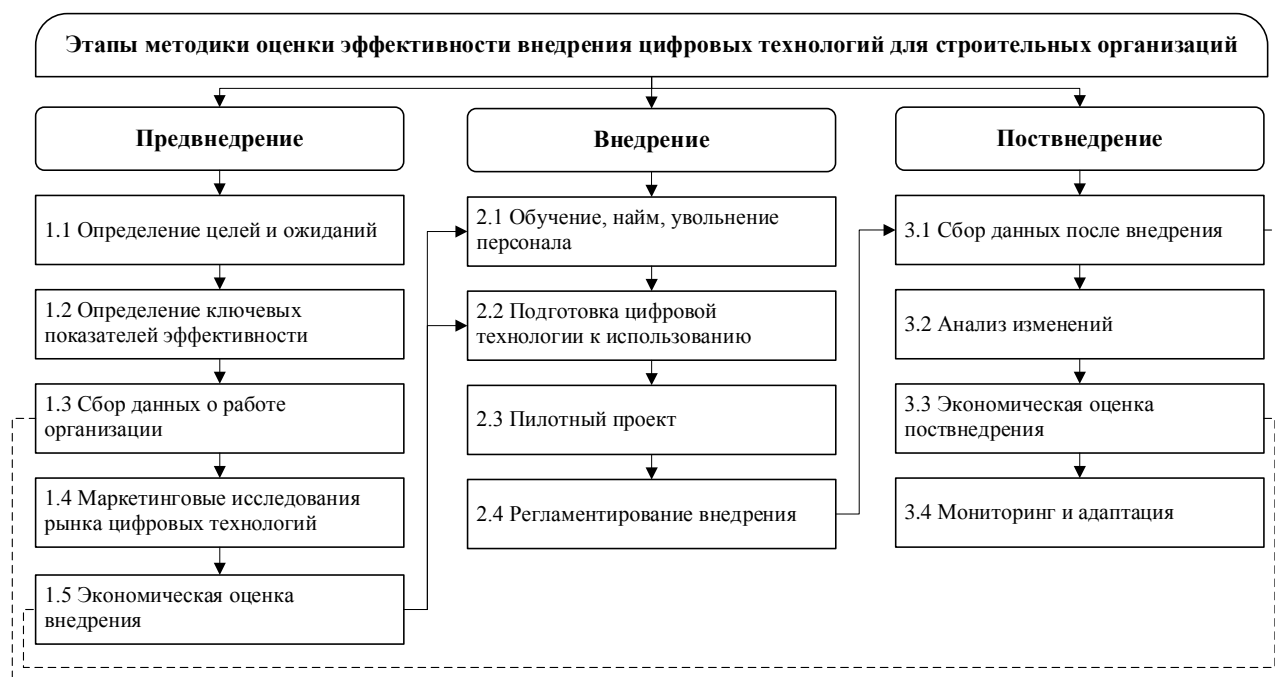 Этапы методики оценки эффективности внедрения цифровых технологий для строительных организаций
Предвнедрение
1.1 Определение целей и ожиданий
1.2 Определение ключевых
показателей эффективности
1.3 Сбор данных о работе
организации
1.4 Маркетинговые исследования
рынка цифровых технологий
1.5 Экономическая оценка
внедрения
Внедрение
2.1 Обучение, найм, увольнение
персонала
2.2 Подготовка цифровой
технологии к использованию
2.3 Пилотный проект
2.4 Регламентирование внедрения
Поствнедрение
3.1 Сбор данных после внедрения
3.2 Анализ изменений
3.3 Экономическая оценка
поствнедрения
3.4 Мониторинг и адаптация